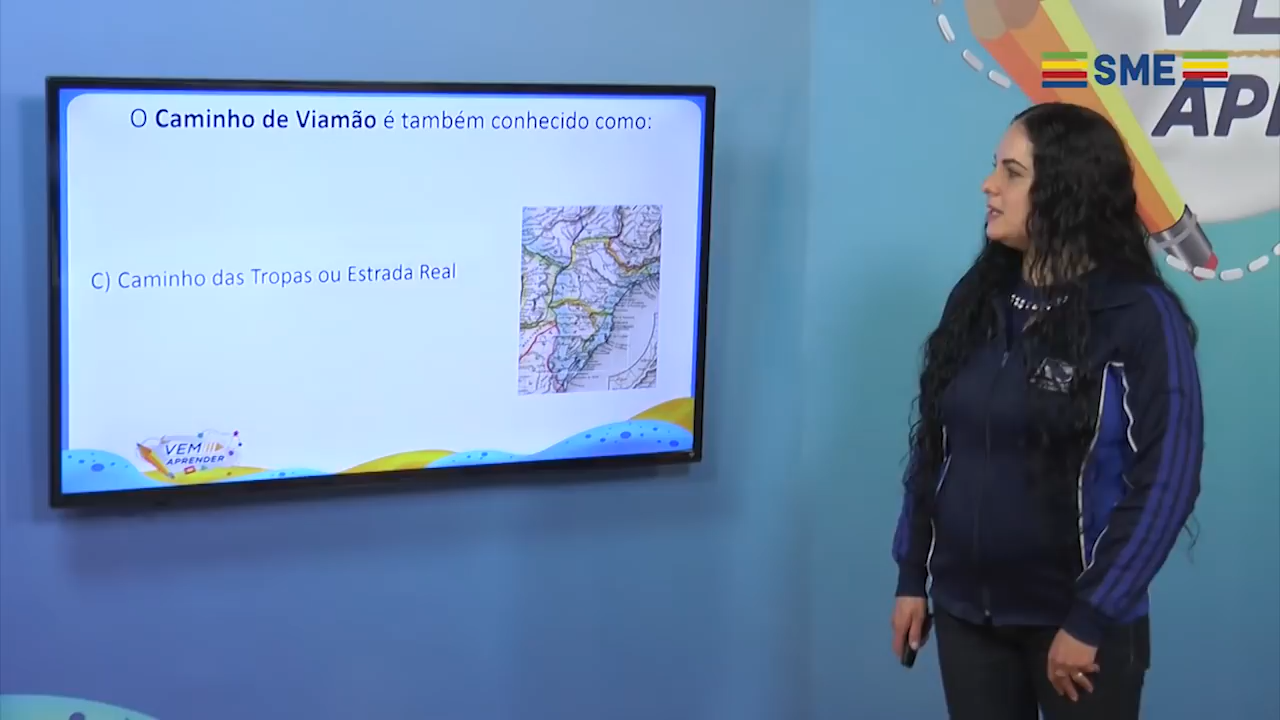 O Caminho de Viamão é também conhecido como:
C) Caminho das Tropas ou Estrada Real
VEM
APRENDER
SME